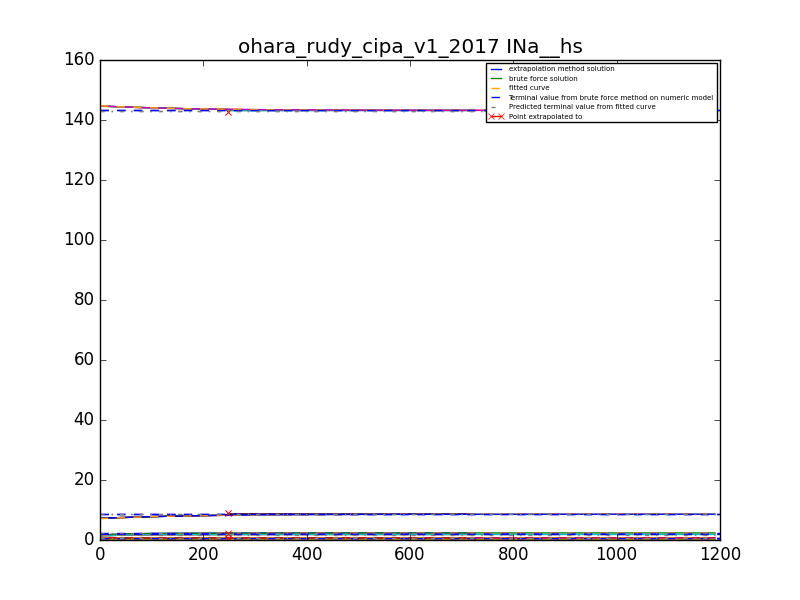 ohara_rudy_cipa_v1_2017 INa__hs
160
140
120
100
80
60
40
20
0
extrapolation method solution
brute force solution
fitted curve
Terminal value from brute force method on numeric model
Predicted terminal value from fitted curve
Point extrapolated to
0 200 400 600 800 1000 1200